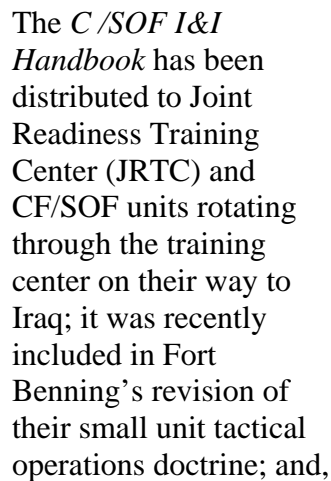 The C /SOF I&I
Handbook has been
distributed to Joint
Readiness Training
Center (JRTC) and
CF/SOF units rotating
through the training
center on their way to
Iraq; it was recently
included in Fort
Benning’s revision of
their small unit tactical
operations doctrine; and,